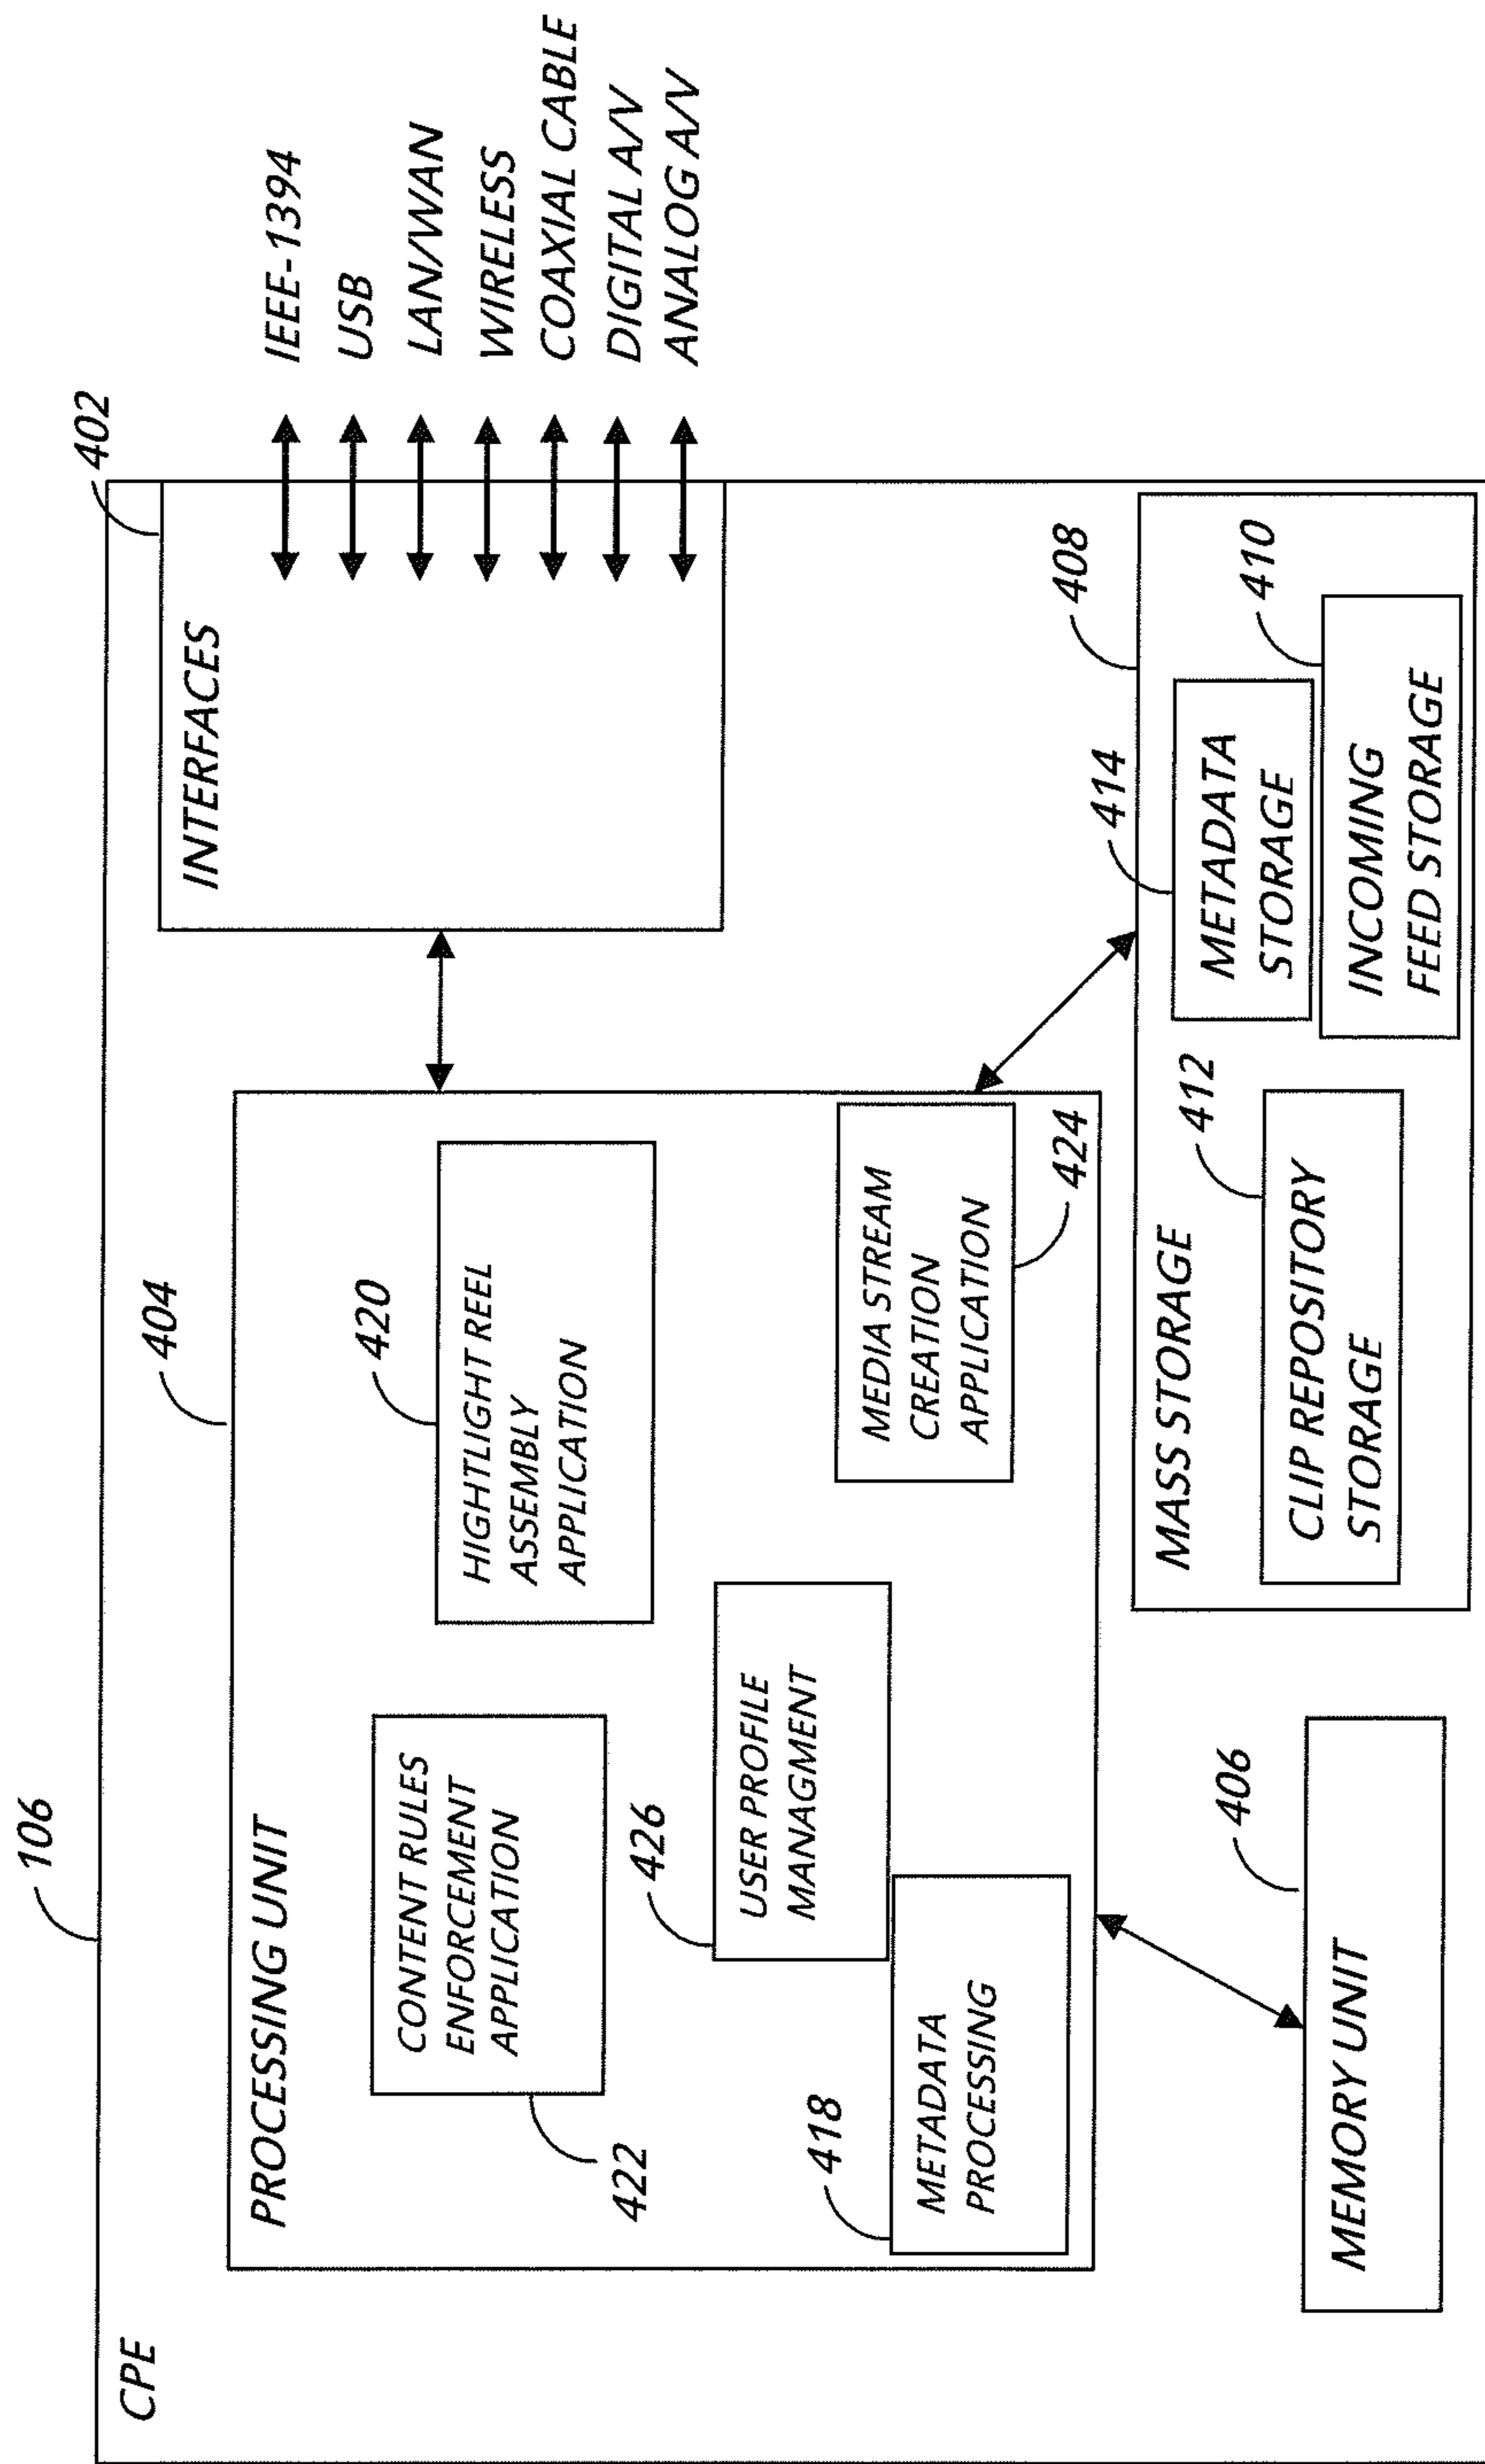 106
CPE
402
INTERFACES
IEEE-1394
USB
LAN/WAN
WIRELESS
COAXIAL CABLE
DIGITAL A/V
ANALOG A/V
404
PROCESSING UNIT
CONTENT RULES
ENFORCEMENT
APPLICATION
422
420
HIGHTLIGHT REEL
ASSEMBLY
APPLICATION
426
USER PROFILE
MANAGMENT
418
METADATA
PROCESSING
MEDIA STREAM
CREATION
APPLICATION
424
406
MEMORY UNIT
408
MASS STORAGE
412
CLIP REPOSITORY
STORAGE
414
METADATA
STORAGE
410
INCOMING
FEED STORAGE